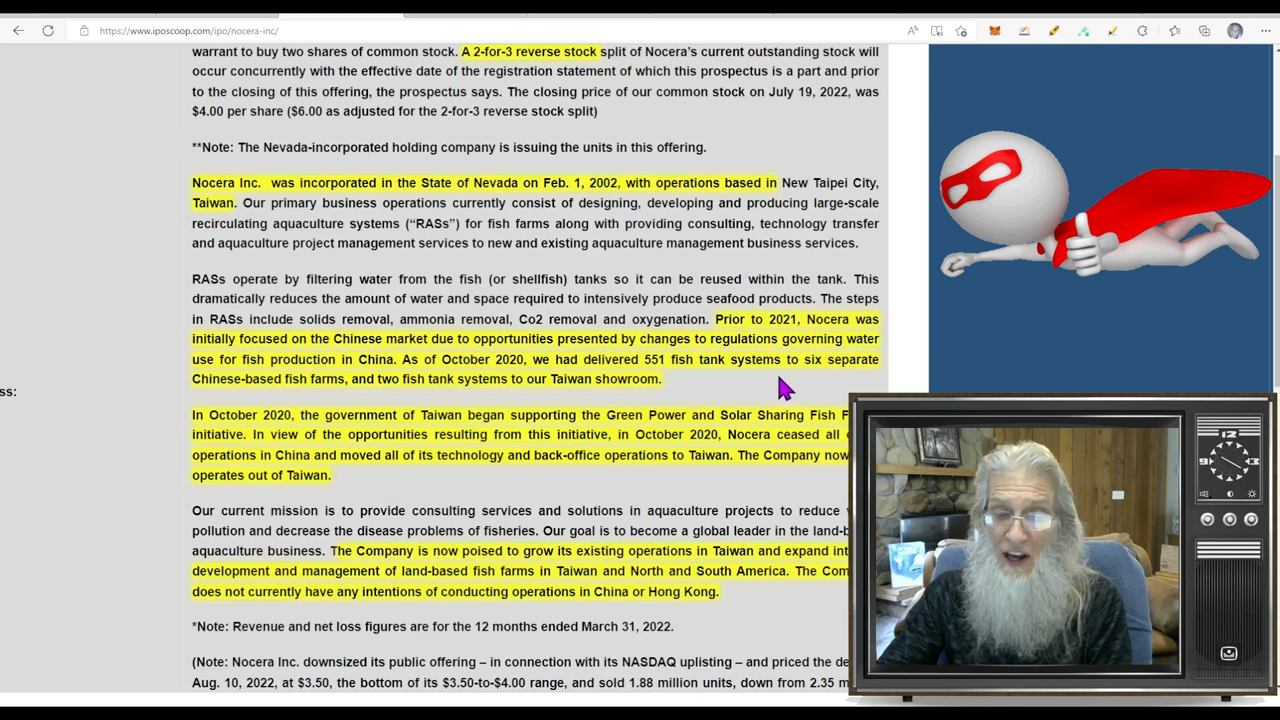 https://www.iposcoop.com/ipo/nocera-inc/
warrant to buy two shares of common stock. A 2-for-3 reverse stock split of Nocera's current outstanding stock will
occur concurrently with the effective date of the registration statement of which this prospectus is a part and prior
to the closing of this offering, the prospectus says. The closing price of our common stock on July 19, 2022, was
$4.00 per share ($6.00 as adjusted for the 2-for-3 reverse stock split)
**Note: The Nevada-incorporated holding company is issuing the units in this offering.
Nocera Inc. was incorporated in the State of Nevada on Feb. 1, 2002, with operations based in New Taipei City,
Taiwan. Our primary business operations currently consist of designing, developing and producing large-scale
recirculating aquaculture systems ("RASs") for fish farms along with providing consulting, technology transfer
and aquaculture project management services to new and existing aquaculture management business services.
RASs operate by filtering water from the fish (or shellfish) tanks so it can be reused within the tank. This
dramatically reduces the amount of water and space required to intensively produce seafood products. The steps
in RASs include solids removal, ammonia removal, Co2 removal and oxygenation. Prior to 2021, Nocera was
initially focused on the Chinese market due to opportunities presented by changes to regulations governing water
use for fish production in China. As of October 2020, we had delivered 551 fish tank systems to six separate
Chinese-based fish farms, and two fish tank systems to our Taiwan showroom.
ss:
In October 2020, the government of Taiwan began supporting the Green Power and Solar Sharing Fish F
initiative. In view of the opportunities resulting from this initiative, in October 2020, Nocera ceased all
operations in China and moved all of its technology and back-office operations to Taiwan. The Company now
operates out of Taiwan.
Our current mission is to provide consulting services and solutions in aquaculture projects to reduce
pollution and decrease the disease problems of fisheries. Our goal is to become a global leader in the land-b
aquaculture business. The Company is now poised to grow its existing operations in Taiwan and expand int
development and management of land-based fish farms in Taiwan and North and South America. The Com
does not currently have any intentions of conducting operations in China or Hong Kong.
*Note: Revenue and net loss figures are for the 12 months ended March 31, 2022.
(Note: Nocera Inc. downsized its public offering – in connection with its NASDAQ uplisting – and priced the de
Aug. 10, 2022, at $3.50, the bottom of its $3.50-to-$4.00 range, and sold 1.88 million units, down from 2.35 m
12
9
3